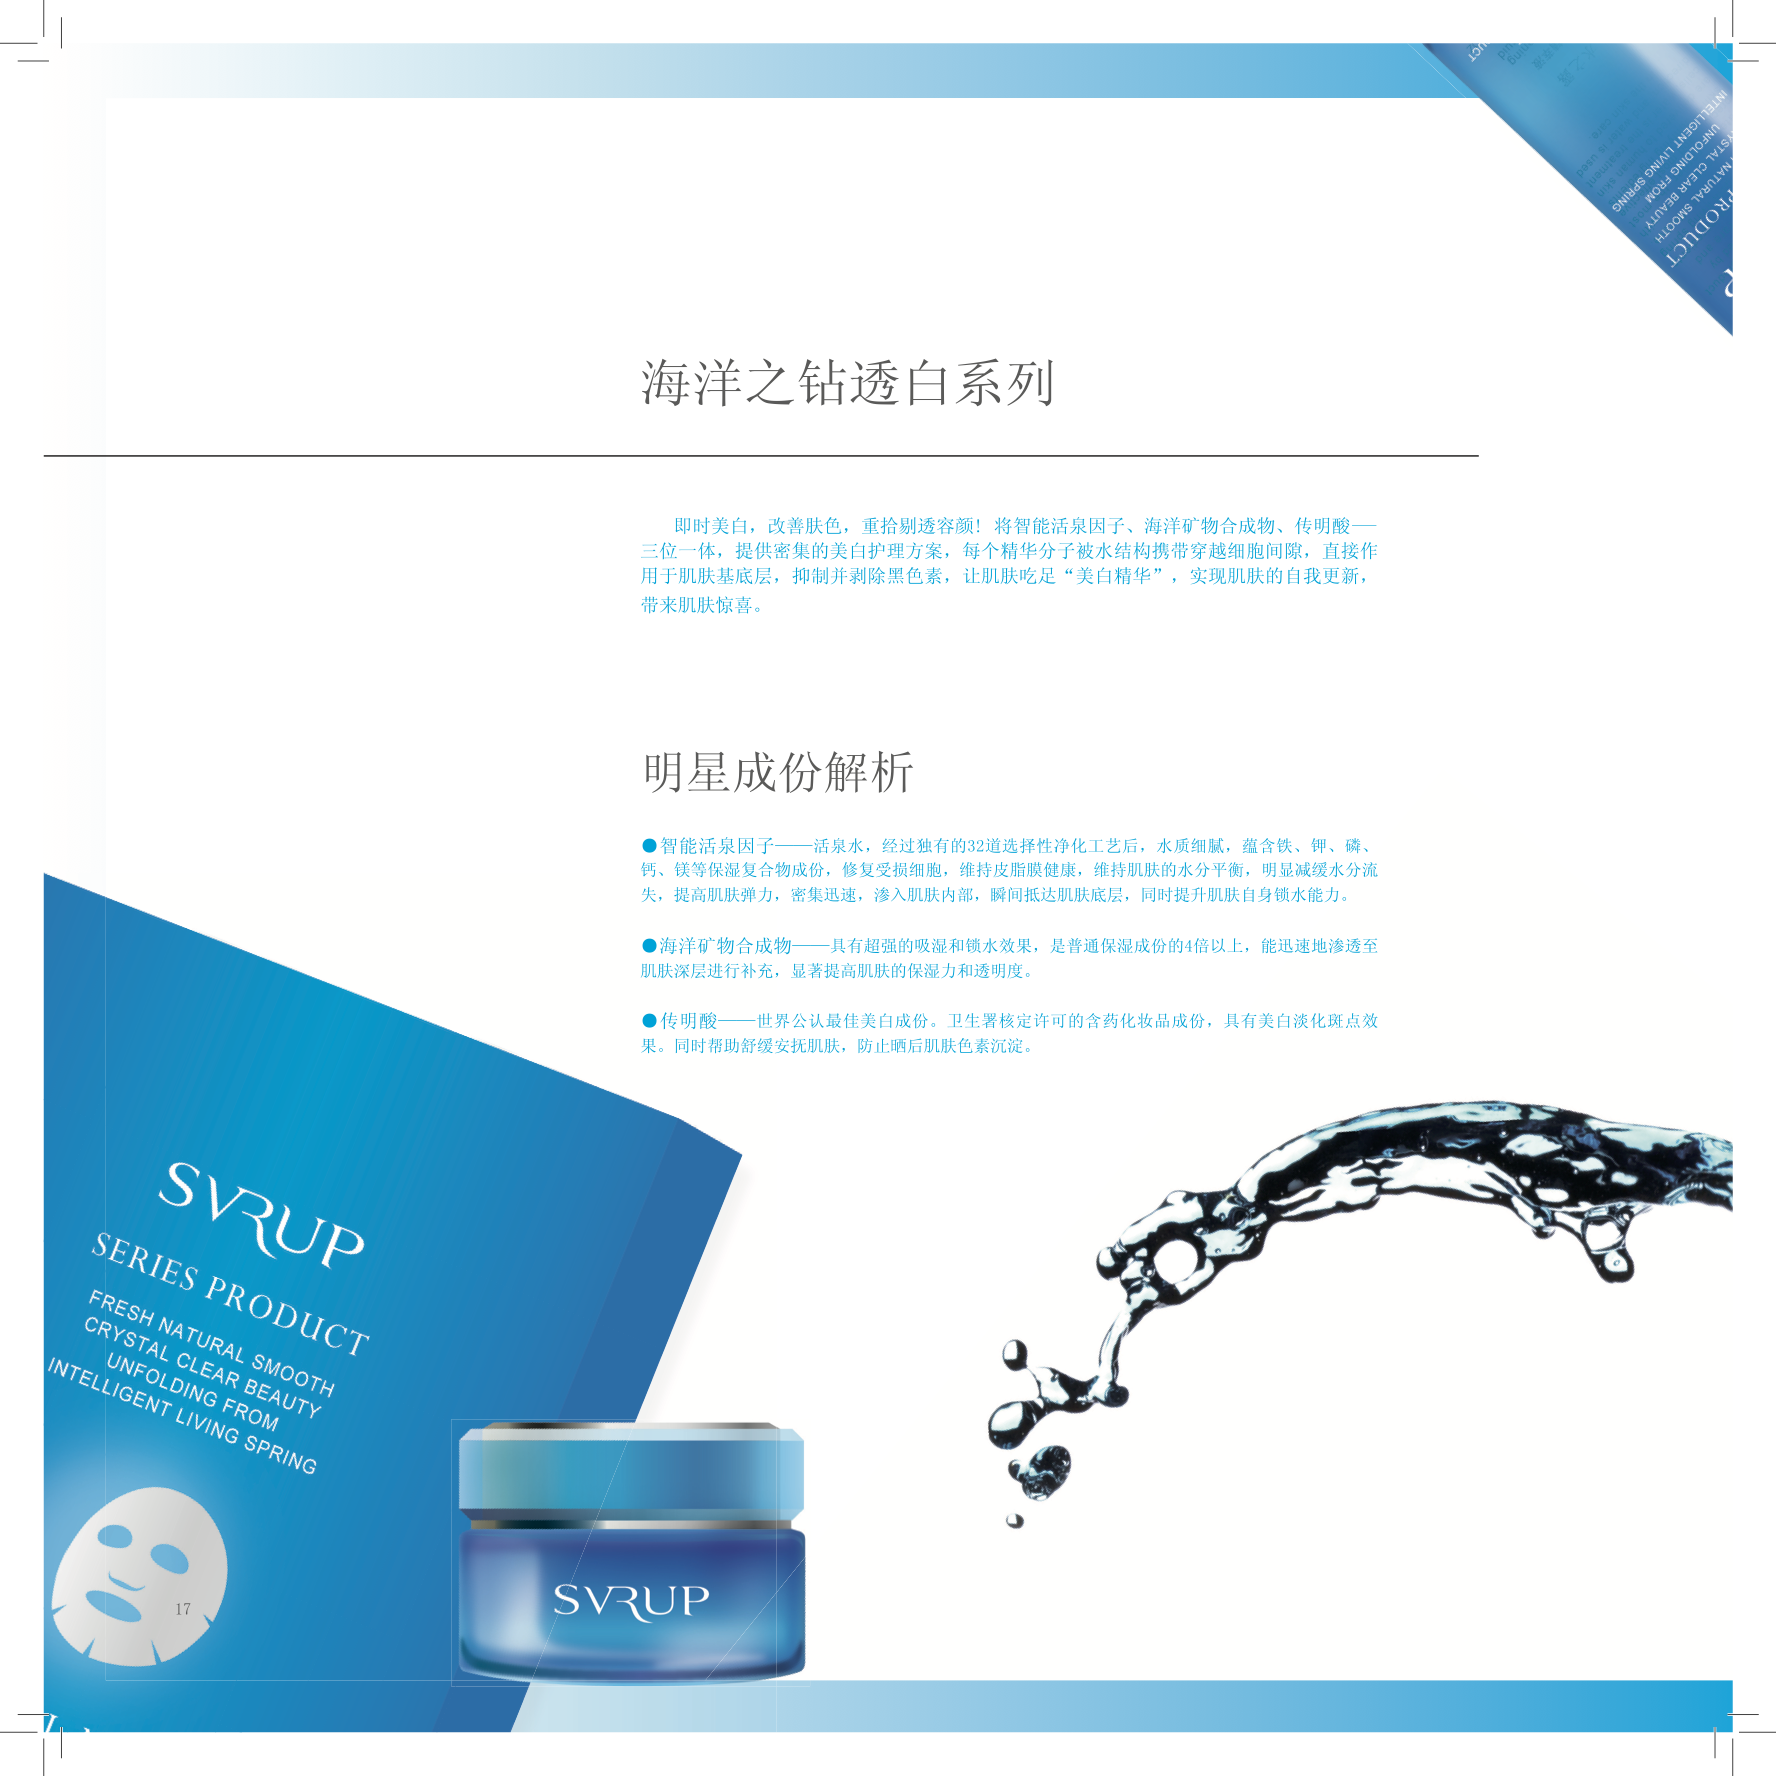 INTELLIGENT LIVING SPRING
UNFOLDING FROM
CRYSTAL CLEAR BEAUTY
NATURAL SMOOTH
PRODUCT
海洋之钻透白系列
即时美白，改善肤色，重拾剔透容颜！将智能活泉因子、海洋矿物合成物、传明酸——
三位一体，提供密集的美白护理方案，每个精华分子被水结构携带穿越细胞间隙，直接作
用于肌肤基底层，抑制并剥除黑色素，让肌肤吃足“美白精华”，实现肌肤的自我更新，
带来肌肤惊喜。
明星成份解析
●智能活泉因子——活泉水，经过独有的32道选择性净化工艺后，水质细腻，蕴含铁、钾、磷、
钙、镁等保湿复合物成份，修复受损细胞，维持皮脂膜健康，维持肌肤的水分平衡，明显减缓水分流
失，提高肌肤弹力，密集迅速，渗入肌肤内部，瞬间抵达肌肤底层，同时提升肌肤自身锁水能力。
●海洋矿物合成物——具有超强的吸湿和锁水效果，是普通保湿成份的4倍以上，能迅速地渗透至
肌肤深层进行补充，显著提高肌肤的保湿力和透明度。
●传明酸——世界公认最佳美白成份。卫生署核定许可的含药化妆品成份，具有美白淡化斑点效
果。同时帮助舒缓安抚肌肤，防止晒后肌肤色素沉淀。
SVRUP
SERIES PRODUCT
FRESH NATURAL SMOOTH
CRYSTAL CLEAR BEAUTY
UNFOLDING FROM
INTELLIGENT LIVING SPRING
SVRUP
17